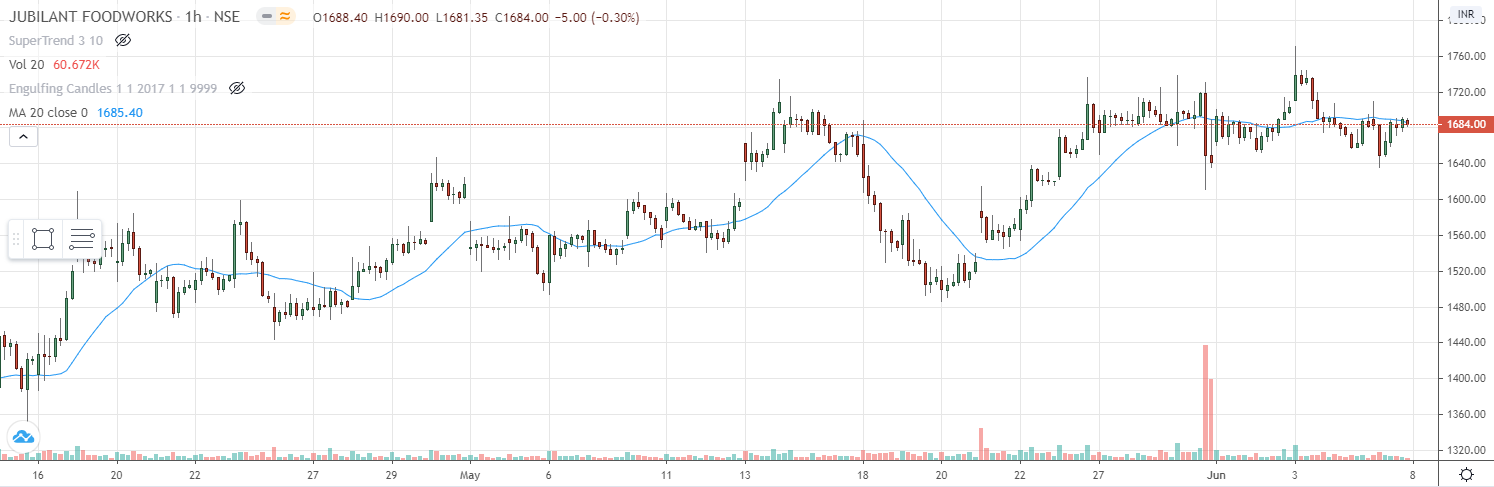 JUBILANT FOODWORKS · 1h · NSE O1688.40 H1690.00 L1681.35 C1684.00 −5.00 (−0.30%)
INR
SuperTrend 3 10
Vol 20 60.672K
Engulfing Candles 1 1 2017 1 1 9999
MA 20 close 0 1685.40
1760.00
1720.00
1684.00
1640.00
1600.00
1560.00
1520.00
1480.00
1440.00
1400.00
1360.00
1320.00
16 20 22 27 29 May 6 11 13 18 20 22 27 Jun 3 8